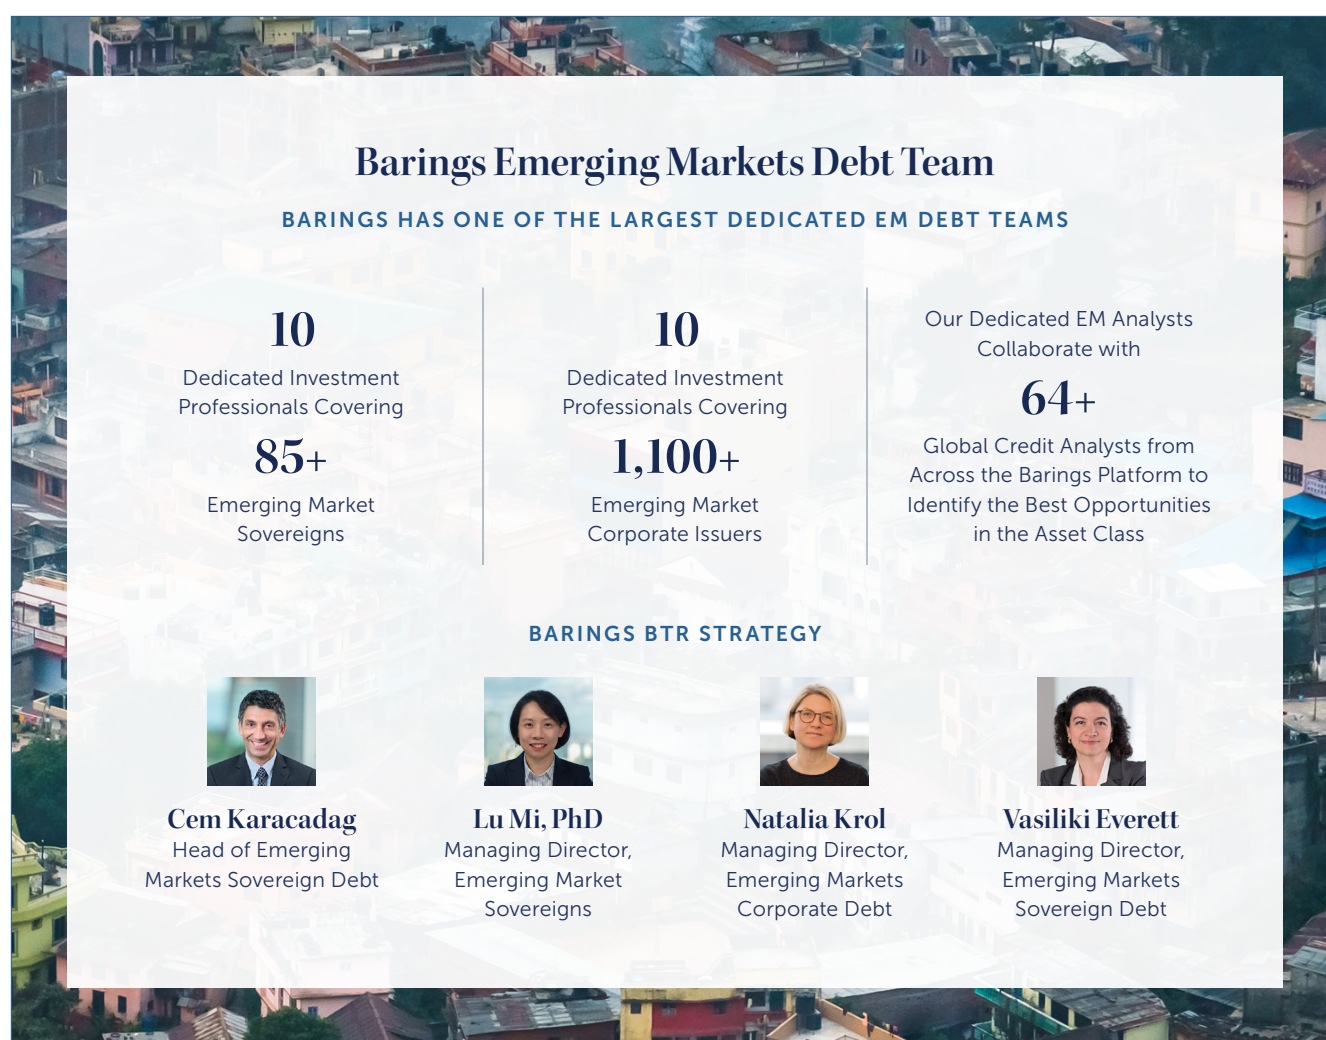 Barings Emerging Markets Debt Team
BARINGS HAS ONE OF THE LARGEST DEDICATED EM DEBT TEAMS
10
Dedicated Investment
Professionals Covering
85+
Emerging Market
Sovereigns
10
Dedicated Investment
Professionals Covering
1,100+
Emerging Market
Corporate Issuers
Our Dedicated EM Analysts
Collaborate with
64+
Global Credit Analysts from
Across the Barings Platform to
Identify the Best Opportunities
in the Asset Class
BARINGS BTR STRATEGY
Cem Karacadag
Head of Emerging
Markets Sovereign Debt
Lu Mi, PhD
Managing Director,
Emerging Market
Sovereigns
Natalia Krol
Managing Director,
Emerging Markets
Corporate Debt
Vasiliki Everett
Managing Director,
Emerging Markets
Sovereign Debt